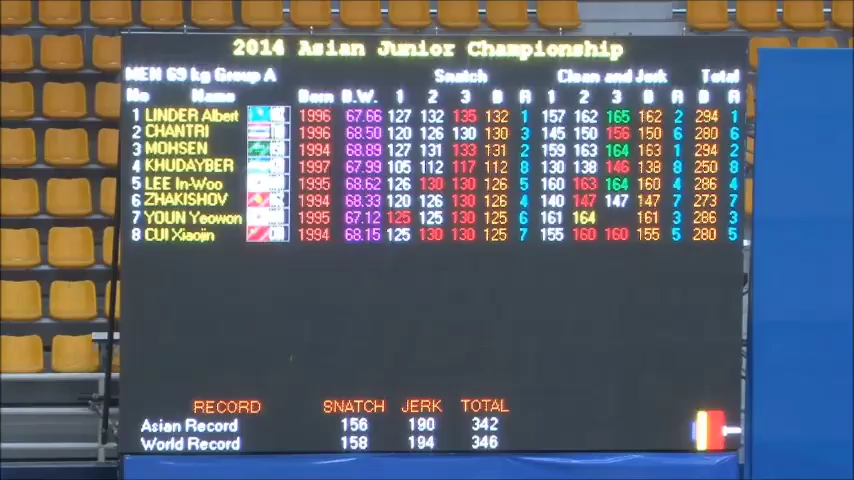 2014 Asian Junior Championship
MEN 69 kg Group A Snatch Clean and Jerk Total
No Name Born B.W. 1 2 3 B R 1 2 3 B R B R
1 LINDER Albert 1996 67.66 127 132 135 132 1 157 162 165 162 2 294 1
2 CHANTRI 1996 68.50 120 126 130 130 3 145 150 156 150 6 280 6
3 MOHSEN 1994 68.89 127 131 133 131 2 159 163 164 163 1 294 2
4 KHUDAYBER 1997 67.99 105 112 117 112 8 130 138 146 138 8 250 8
5 LEE In-Woo 1995 68.62 126 130 130 126 5 160 163 164 160 4 286 4
6 ZHAKISHOV 1994 68.33 120 126 130 126 4 140 147 147 147 7 273 7
7 YOUN Yeowon 1995 67.12 125 125 130 125 6 161 164 161 3 286 3
8 CUI Xiaojin 1994 68.15 125 130 130 125 7 155 160 160 155 5 280 5
RECORD SNATCH JERK TOTAL
Asian Record 156 190 342
World Record 158 194 346